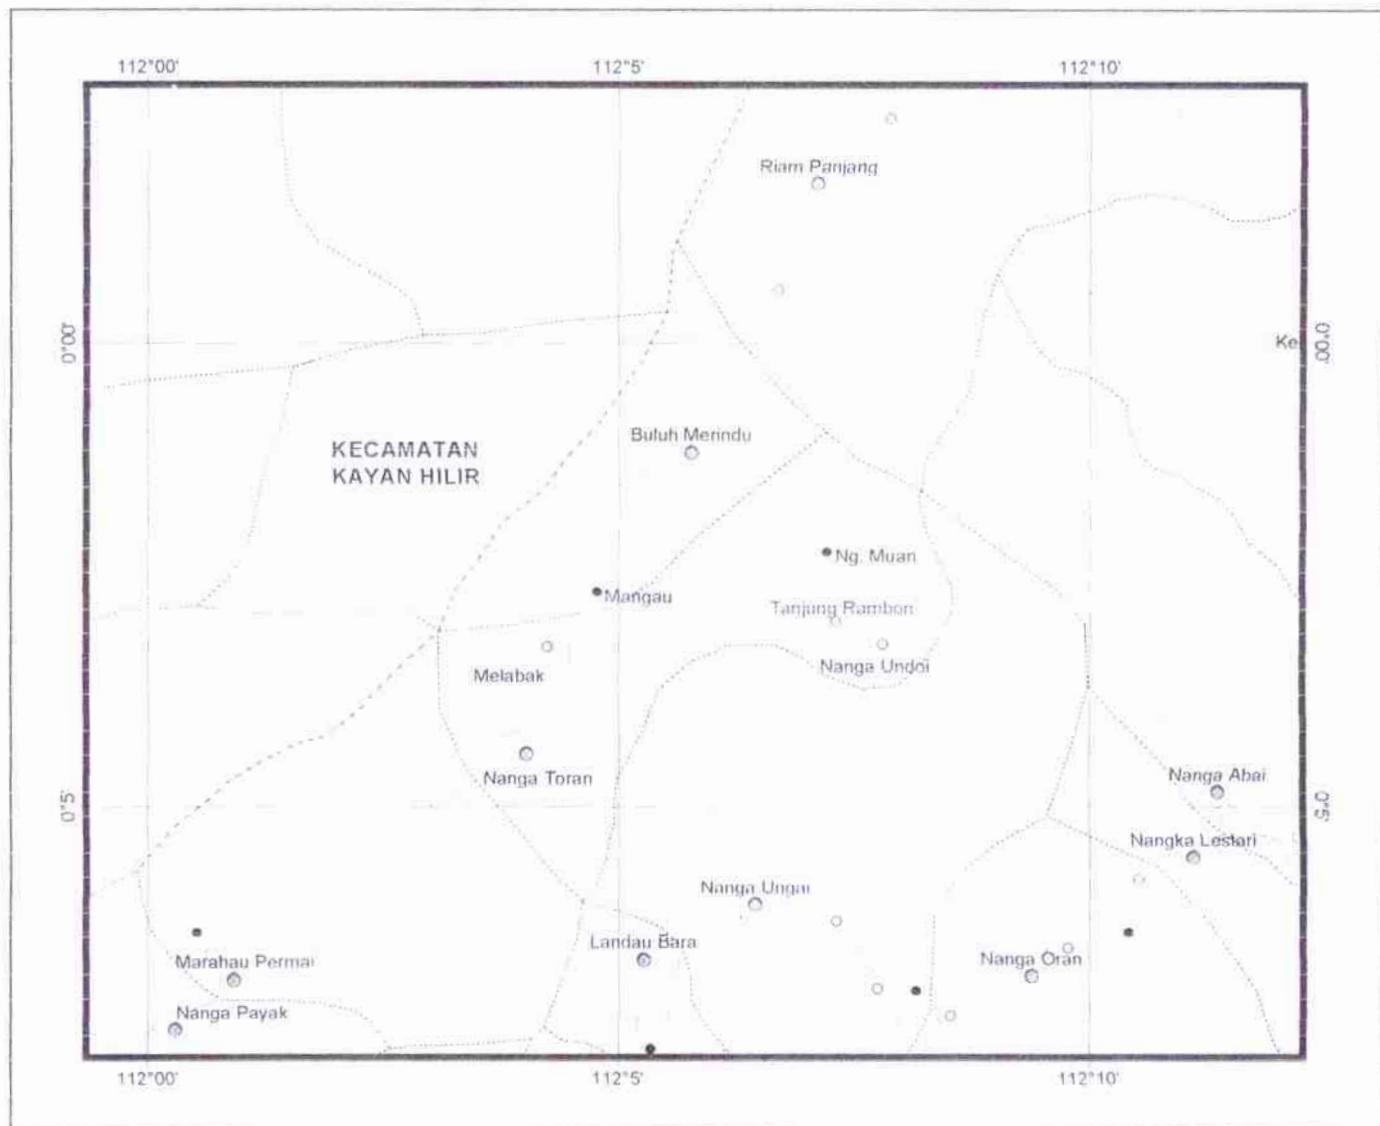 112°00'
112°5'
112°10'
Riam Panjang
0°00'
0°00'
Ke
Buluh Merindu
KECAMATAN
KAYAN HILIR
Ng. Muan
Mangau
Tanjung Rambon
Nanga Undoi
Melabak
Nanga Toran
Nanga Abai
0°5'
0°5'
Nangka Lestari
Nanga Ungai
Landau Bara
Nanga Oran
Marahau Permai
Nanga Payak
112°00'
112°5'
112°10'